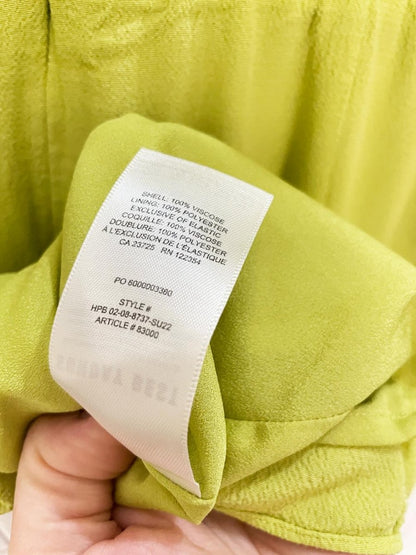 SHELL: 100% VISCOSE
LINING: 100% POLYESTER
EXCLUSIVE OF ELASTIC
COQUILLE: 100% VISCOSE
DOUBLURE: 100% POLYESTER
À L'EXCLUSION DE L'ÉLASTIQUE
CA 23725 RN 122354
PO 6000003360
STYLE #
HPB 02-08-8737-SU22
ARTICLE # 83000